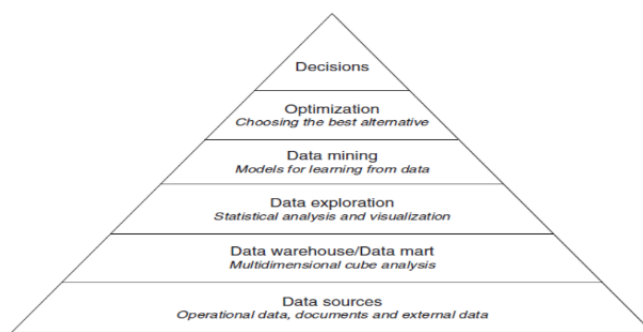 Decisions
Optimization
Choosing the best alternative
Data mining
Models for learning from data
Data exploration
Statistical analysis and visualization
Data warehouse/Data mart
Multidimensional cube analysis
Data sources
Operational data, documents and external data